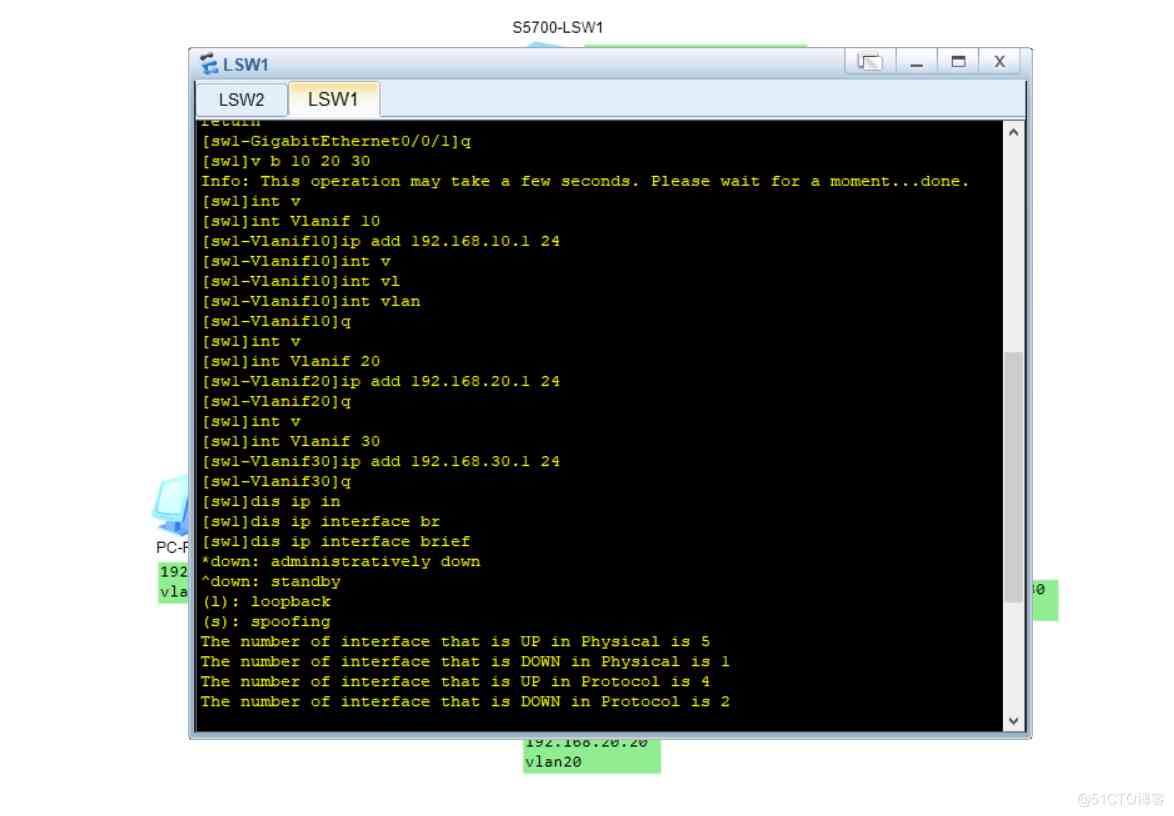 S5700-LSW1
LSW1
LSW2
LSW1
return
[sw1-GigabitEthernet0/0/1]q
[sw1]v b 10 20 30
Info: This operation may take a few seconds. Please wait for a moment...done.
[sw1]int v
[sw1]int Vlanif 10
[sw1-Vlanif10]ip add 192.168.10.1 24
[sw1-Vlanif10]int v
[sw1-Vlanif10]int vl
[sw1-Vlanif10]int vlan
[sw1-Vlanif10]q
[sw1]int v
[sw1]int Vlanif 20
[sw1-Vlanif20]ip add 192.168.20.1 24
[sw1-Vlanif20]q
[sw1]int v
[sw1]int Vlanif 30
[sw1-Vlanif30]ip add 192.168.30.1 24
[sw1-Vlanif30]q
[sw1]dis ip in
[sw1]dis ip interface br
[sw1]dis ip interface brief
*down: administratively down
^down: standby
(l): loopback
(s): spoofing
The number of interface that is UP in Physical is 5
The number of interface that is DOWN in Physical is 1
The number of interface that is UP in Protocol is 4
The number of interface that is DOWN in Protocol is 2
PC-
192
vla
192.168.20.20
vlan20
@51CTO博客